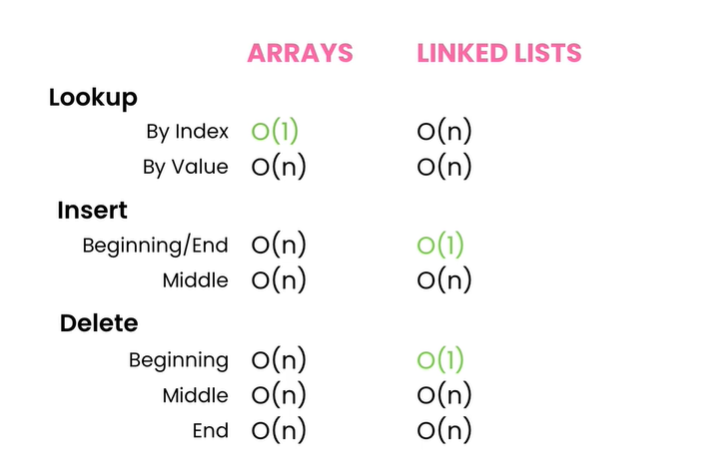 ARRAYS LINKED LISTS
Lookup
By Index O(1) O(n)
By Value O(n) O(n)
Insert
Beginning/End O(n) O(1)
Middle O(n) O(n)
Delete
Beginning O(n) O(1)
Middle O(n) O(n)
End O(n) O(n)